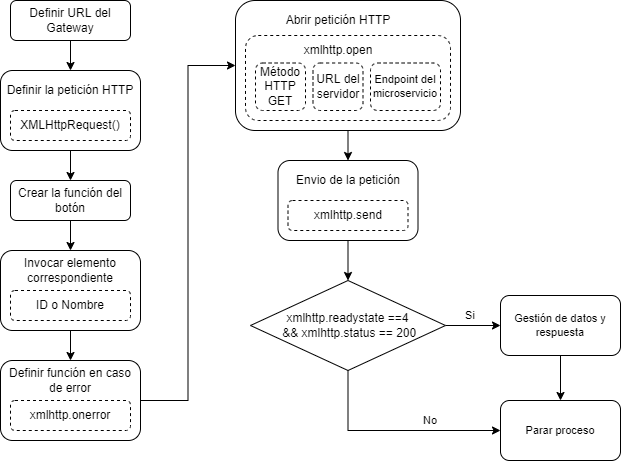 Definir URL del
Gateway
Definir la petición HTTP
XMLHttpRequest()
Crear la función del
botón
Invocar elemento
correspondiente
ID o Nombre
Definir función en caso
de error
xmlhttp.onerror
Abrir petición HTTP
xmlhttp.open
Método
HTTP
GET
URL del
servidor
Endpoint del
microservicio
Envio de la petición
xmlhttp.send
xmlhttp.readystate ==4
&& xmlhttp.status == 200
Si
Gestión de datos y
respuesta
No
Parar proceso